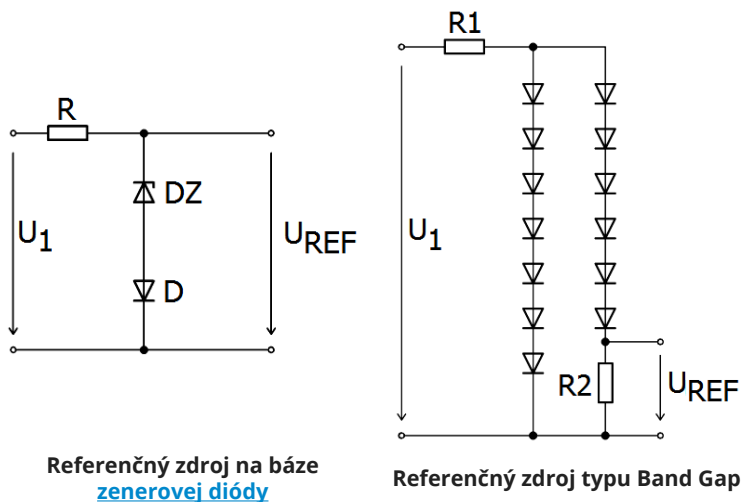 R
DZ
U1
UREF
D
Referenčný zdroj na báze
zenerovej diódy
R1
U1
R2
UREF
Referenčný zdroj typu Band Gap